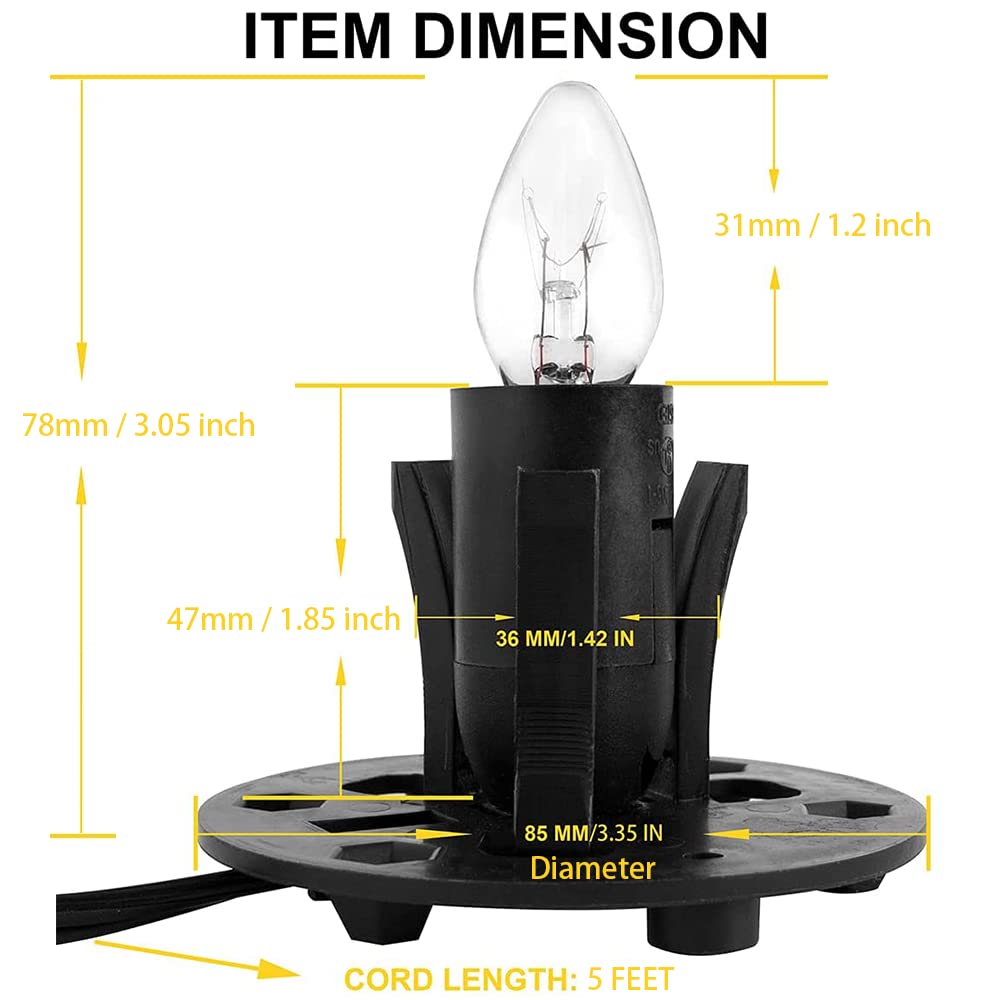 ITEM DIMENSION
31mm / 1.2 inch
78mm / 3.05 inch
47mm / 1.85 inch
36 MM/1.42 IN
85 MM/3.35 IN
Diameter
CORD LENGTH: 5 FEET